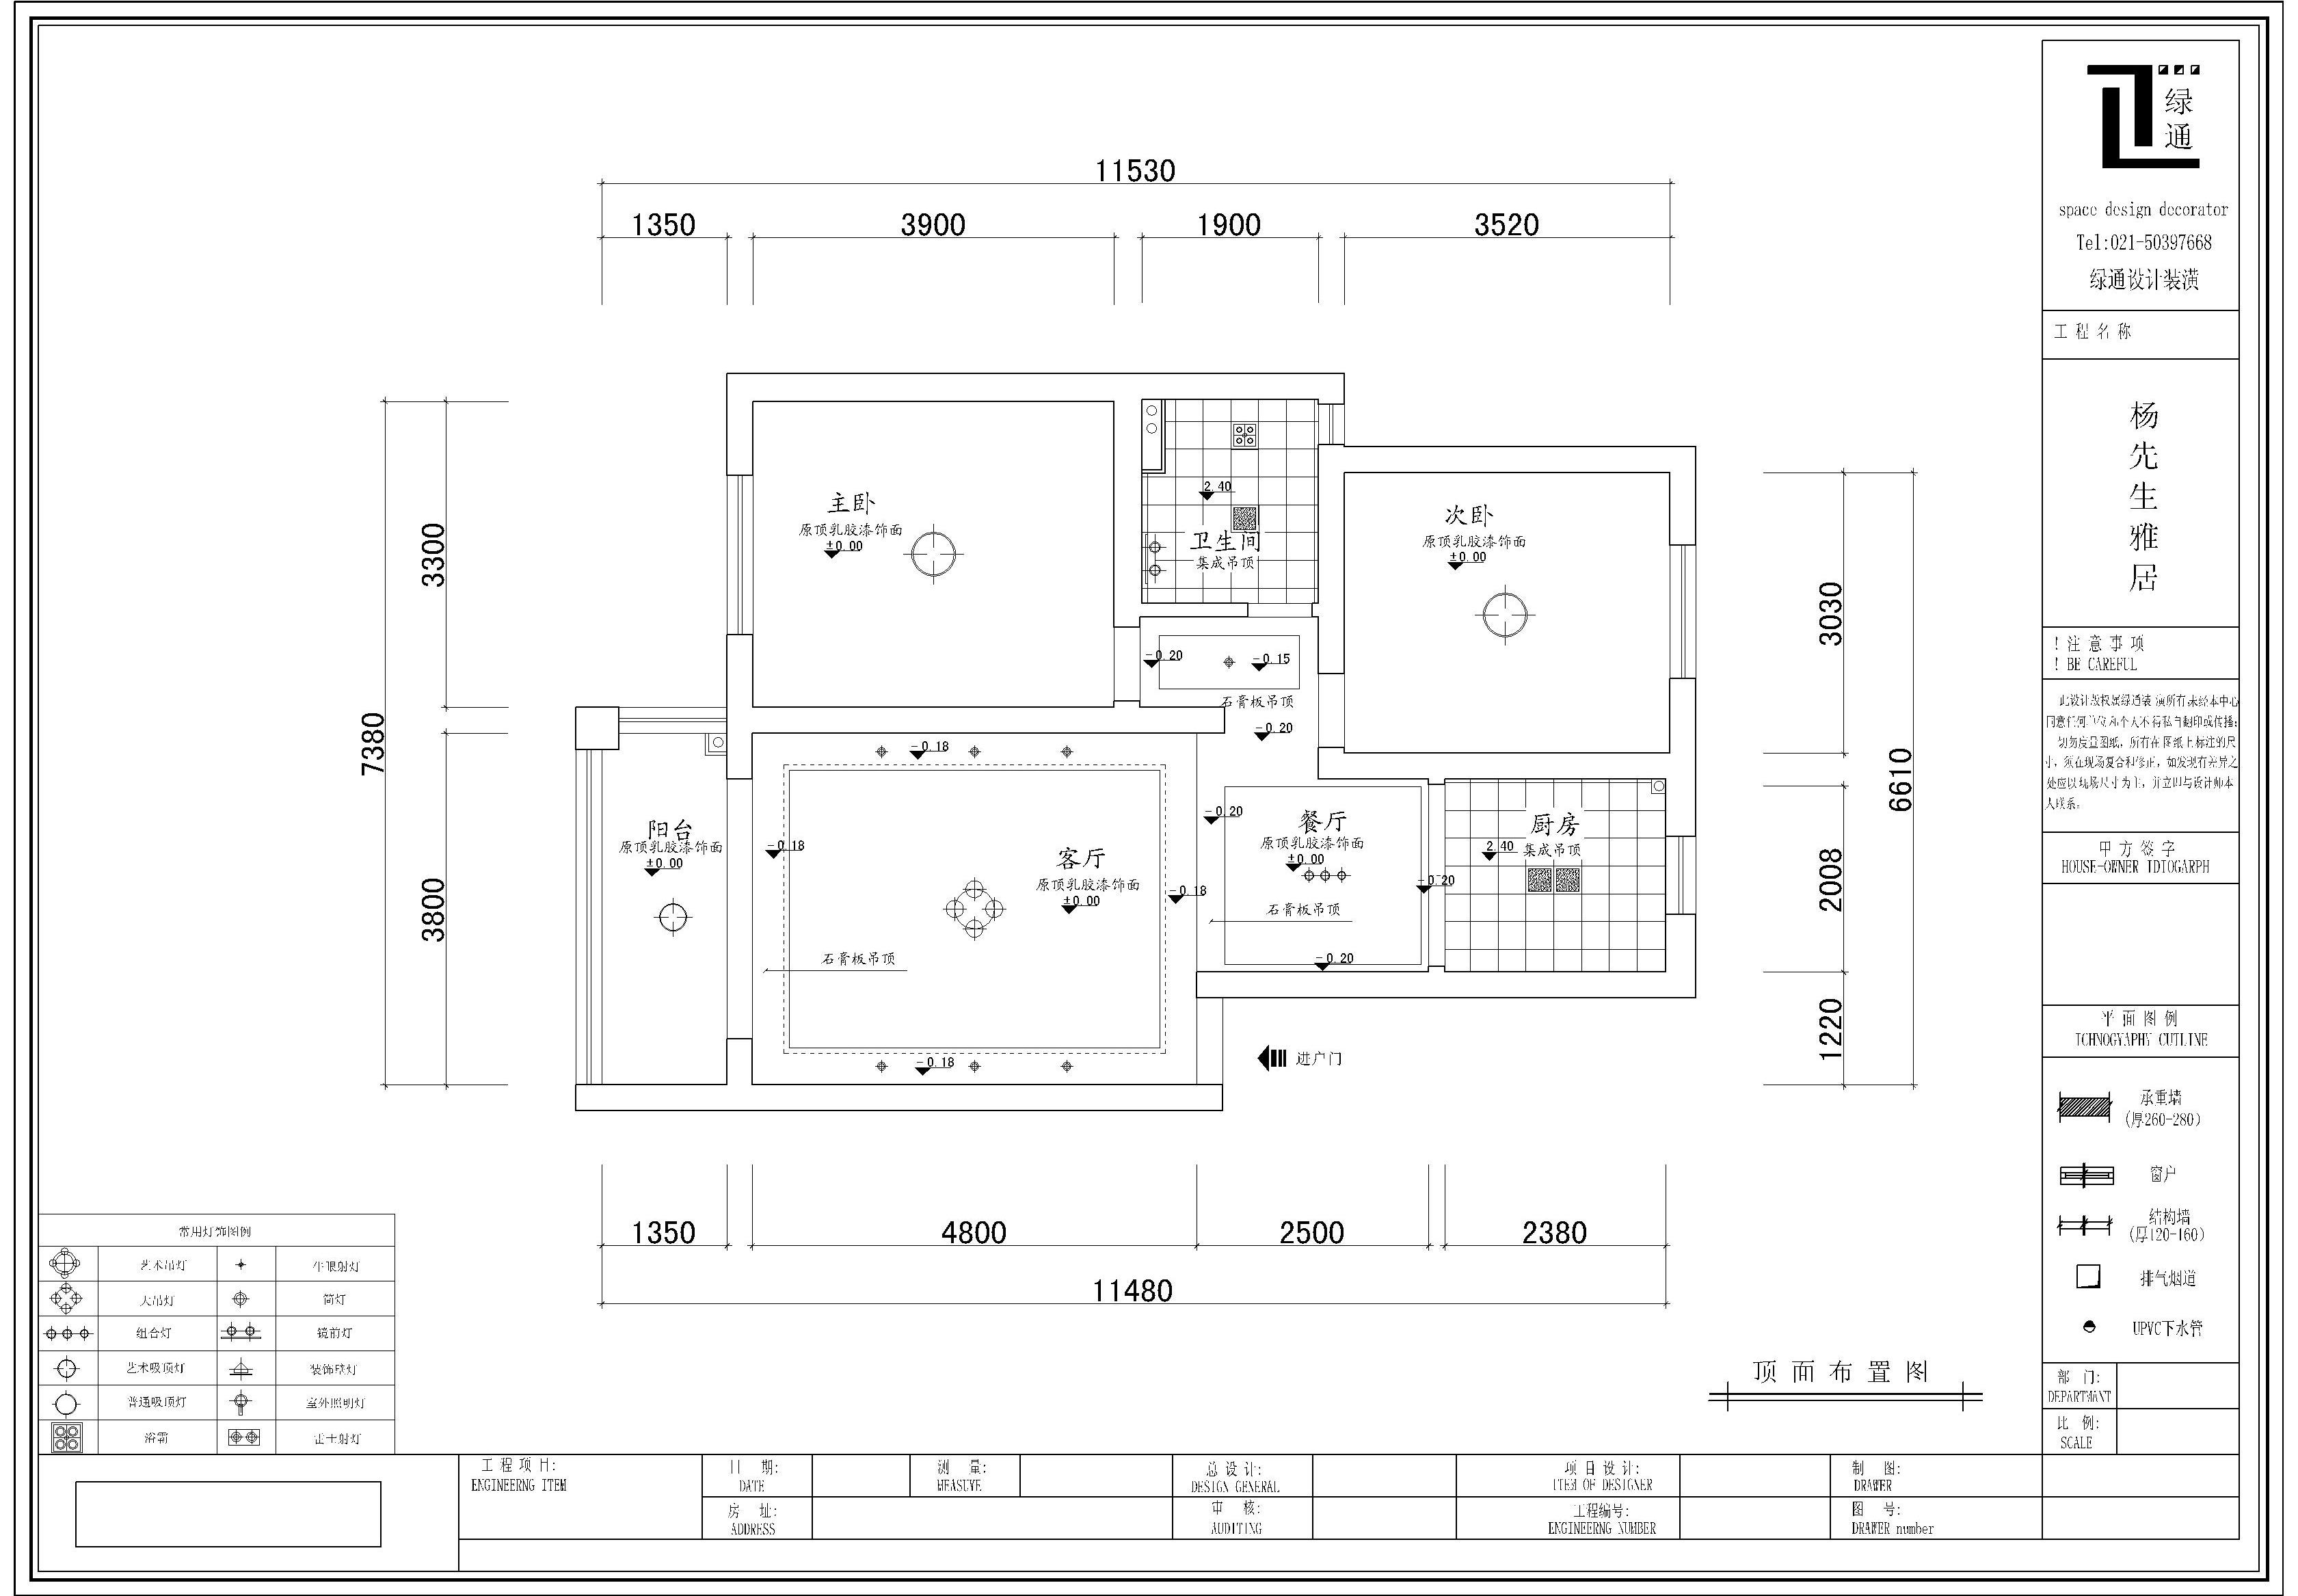 11530
1350 3900 1900 3520
7380
3300
3800
主卧
原顶乳胶漆饰面
±0.00
2.40
卫生间
集成吊顶
次卧
原顶乳胶漆饰面
±0.00
-0.20
-0.15
石膏板吊顶
-0.20
-0.18
阳台
原顶乳胶漆饰面
±0.00
-0.18
客厅
原顶乳胶漆饰面
±0.00
-0.18
石膏板吊顶
-0.18
-0.20
餐厅
原顶乳胶漆饰面
±0.00
-0.20
石膏板吊顶
-0.20
厨房
2.40
集成吊顶
进户门
3030
2008
1220
6610
1350 4800 2500 2380
11480
顶面布置图
常用灯饰图例
艺术吊灯 牛眼射灯
大吊灯 筒灯
组合灯 镜前灯
艺术吸顶灯 装饰壁灯
普通吸顶灯 室外照明灯
浴霸 雷士射灯
绿通
space design decorator
Tel:021-50397668
绿通设计装潢
工程名称
杨先生雅居
!注意事项
! BE CAREFUL
此设计版权属绿通装潢所有未经本中心
同意任何单位和个人不得私自翻印或传播;
切勿度量图纸，所有在图纸上标注的尺
寸，须在现场复合和修正，如发现有差异之
处应以现场尺寸为主，并立即与设计师本
人联系。
甲方签字
HOUSE-OWNER IDIOGARPH
平面图例
TCHNOGYAPHY CUTLINE
承重墙
(厚260-280)
窗户
结构墙
(厚120-160)
排气烟道
UPVC下水管
部 门:
DEPARTMANT
比 例:
SCALE
工程项目:
ENGINEERNG ITEM
日 期:
DATE
测 量:
MEASUVE
总设计:
DESIGN GENERAL
项目设计:
ITEM OF DESIGNER
制 图:
DRAWER
房 址:
ADDRESS
审 核:
AUDITING
工程编号:
ENGINEERNG NUMBER
图 号:
DRAWER number